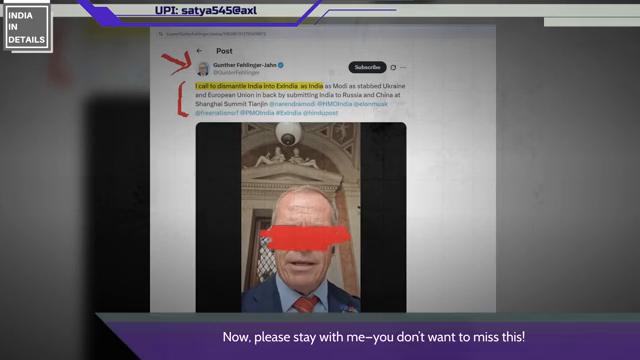 INDIA
IN
DETAILS
UPI: satya545@axl
Post
Gunther Fehlinger-Jahn
@GunterFehlinger
Subscribe
I call to dismantle India into ExIndia as India as Modi as stabbed Ukraine
and European Union in back by submitting India to Russia and China at
Shanghai Summit Tianjin @narendramodi @HMOIndia @elonmusk
@PMOIndia #ExIndia @hindupost
Now, please stay with me–you don't want to miss this!